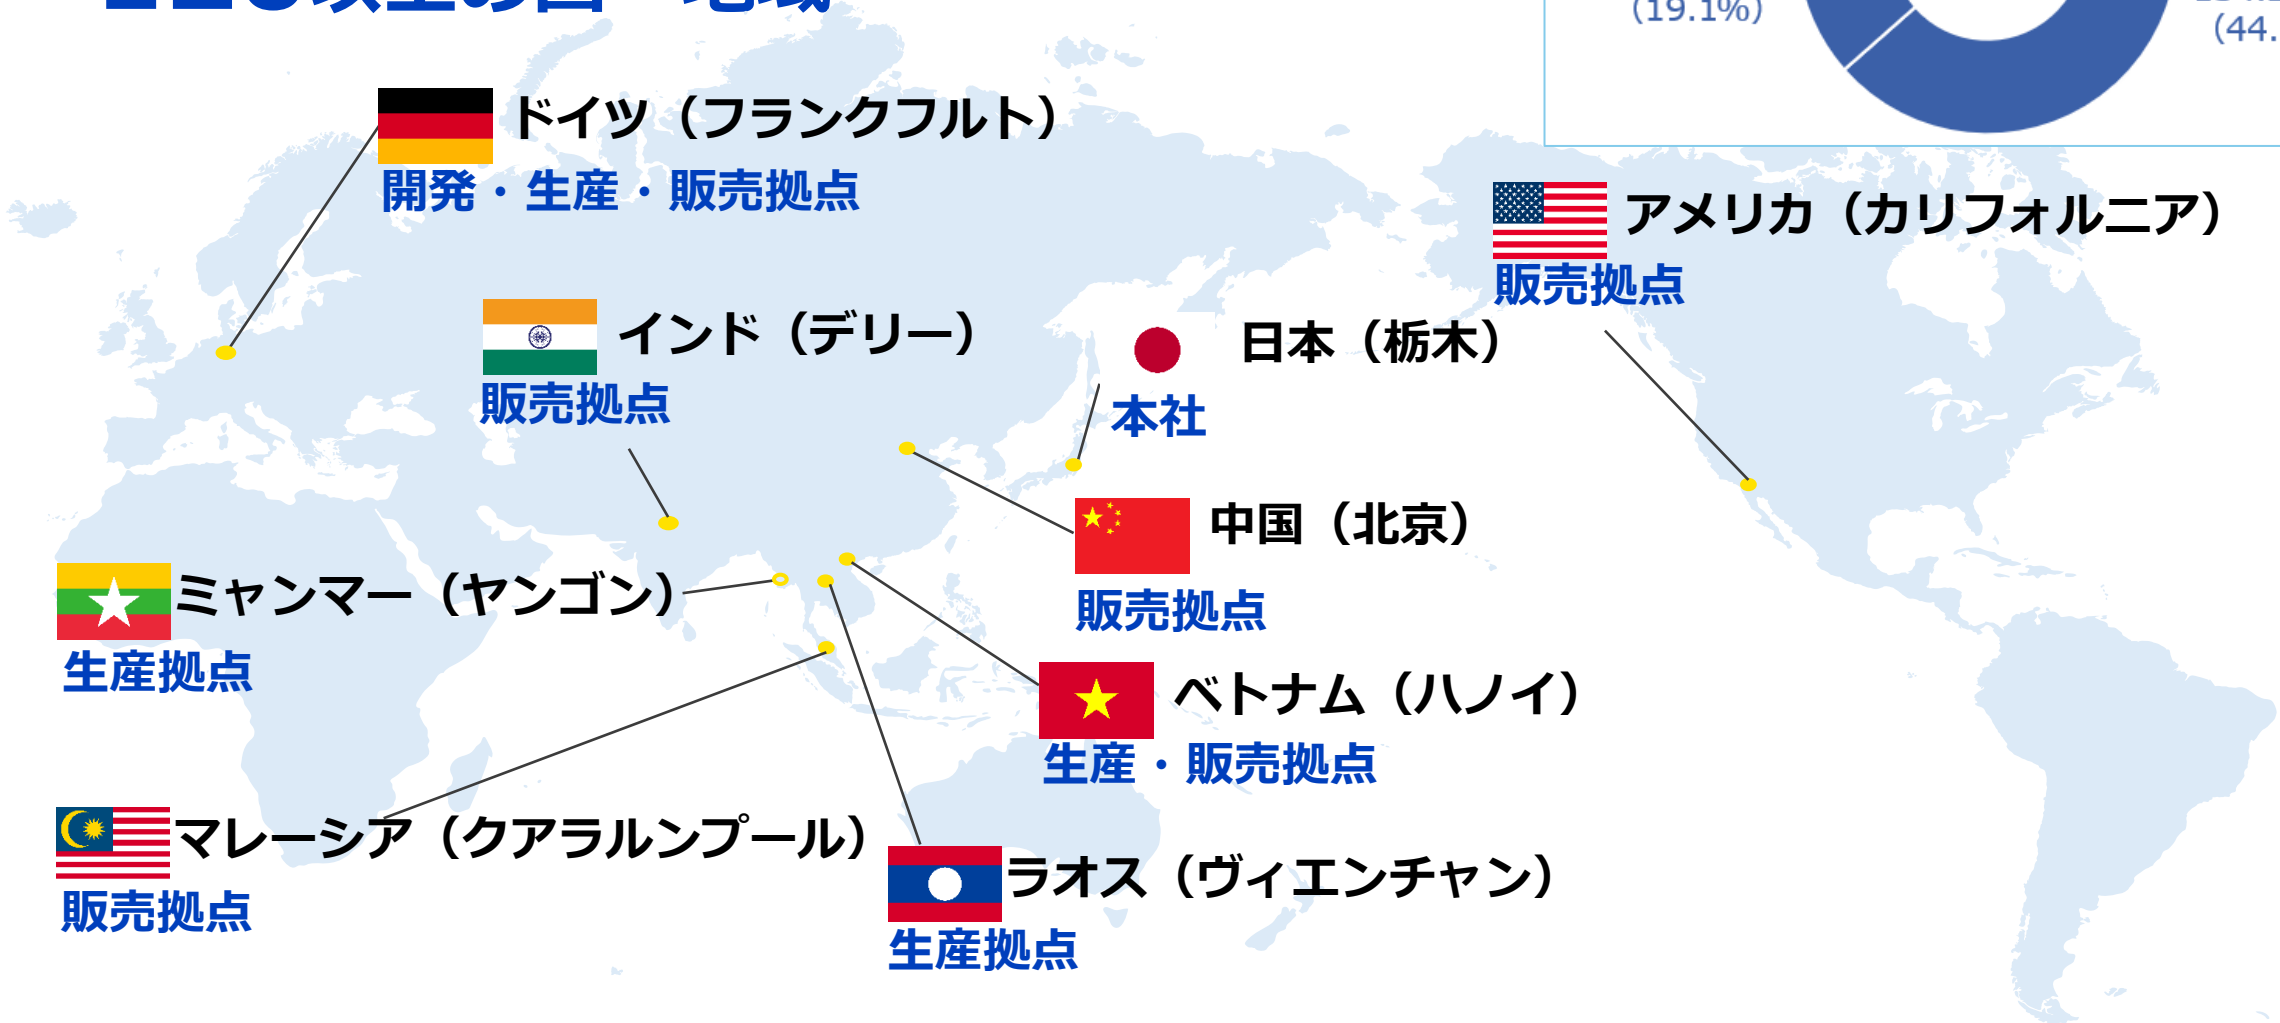 (19.1%)
(44.
ドイツ（フランクフルト）
開発・生産・販売拠点
アメリカ（カリフォルニア）
販売拠点
インド（デリー）
販売拠点
日本（栃木）
本社
中国（北京）
販売拠点
ミャンマー（ヤンゴン）
生産拠点
ベトナム（ハノイ）
生産・販売拠点
マレーシア（クアラルンプール）
販売拠点
ラオス（ヴィエンチャン）
生産拠点